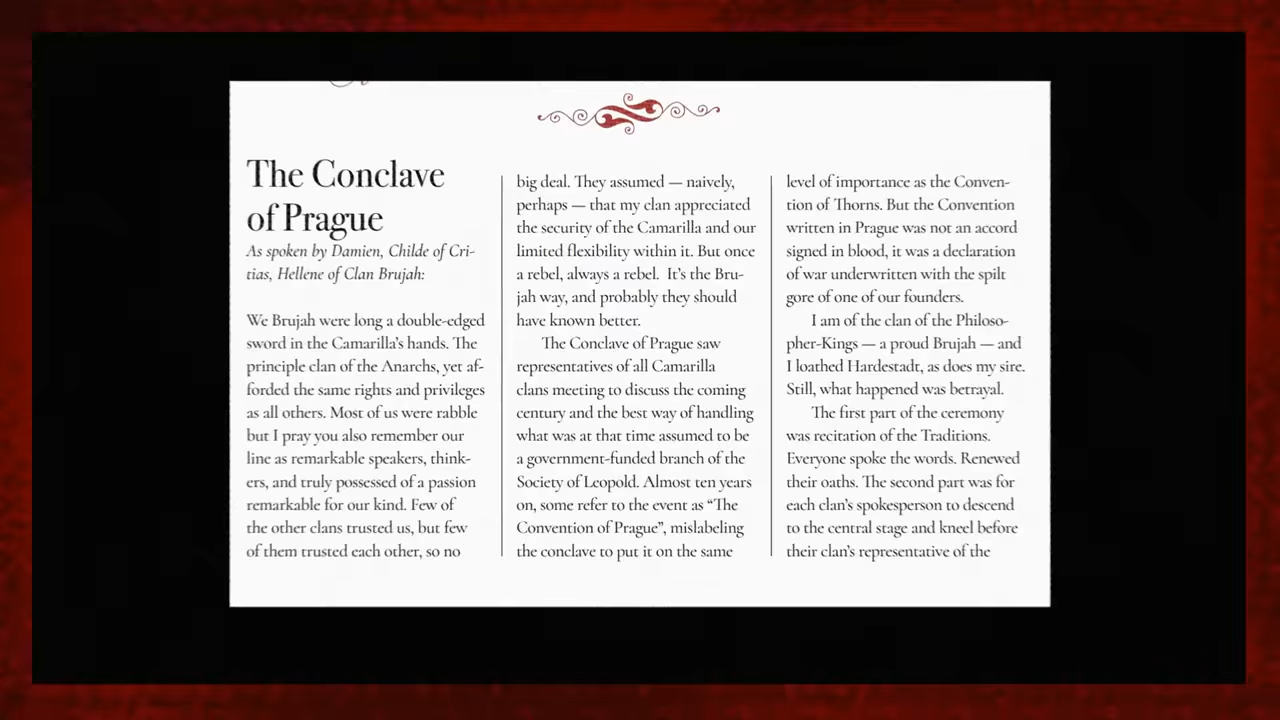 The Conclave
of Prague
As spoken by Damien, Childe of Cri-
tias, Hellene of Clan Brujah:
We Brujah were long a double-edged
sword in the Camarilla's hands. The
principle clan of the Anarchs, yet af-
forded the same rights and privileges
as all others. Most of us were rabble
but I pray you also remember our
line as remarkable speakers, think-
ers, and truly possessed of a passion
remarkable for our kind. Few of
the other clans trusted us, but few
of them trusted each other, so no
big deal. They assumed — naively,
perhaps — that my clan appreciated
the security of the Camarilla and our
limited flexibility within it. But once
a rebel, always a rebel.  It's the Bru-
jah way, and probably they should
have known better.
The Conclave of Prague saw
representatives of all Camarilla
clans meeting to discuss the coming
century and the best way of handling
what was at that time assumed to be
a government-funded branch of the
Society of Leopold. Almost ten years
on, some refer to the event as “The
Convention of Prague”, mislabeling
the conclave to put it on the same
level of importance as the Conven-
tion of Thorns. But the Convention
written in Prague was not an accord
signed in blood, it was a declaration
of war underwritten with the spilt
gore of one of our founders.
I am of the clan of the Philoso-
pher-Kings — a proud Brujah — and
I loathed Hardestadt, as does my sire.
Still, what happened was betrayal.
The first part of the ceremony
was recitation of the Traditions.
Everyone spoke the words. Renewed
their oaths. The second part was for
each clan's spokesperson to descend
to the central stage and kneel before
their clan's representative of the